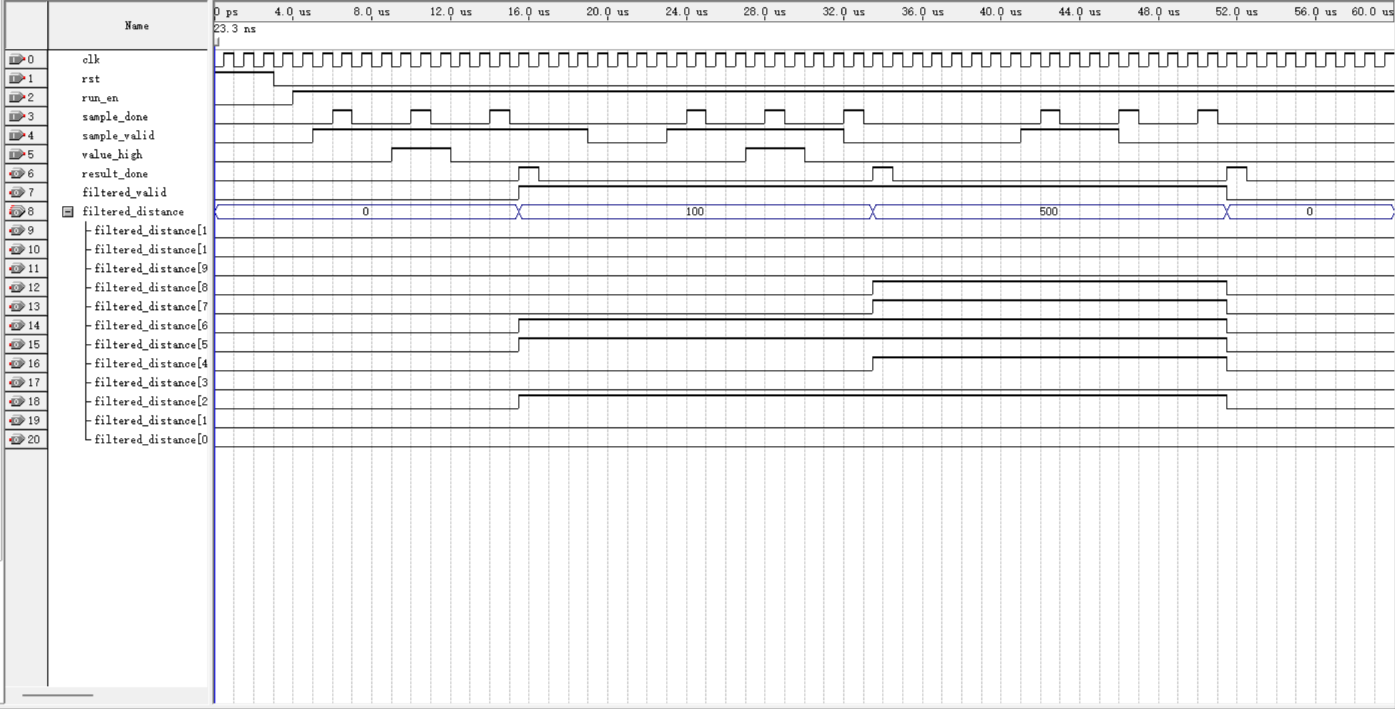 Name
0 ps 4.0 us 8.0 us 12.0 us 16.0 us 20.0 us 24.0 us 28.0 us 32.0 us 36.0 us 40.0 us 44.0 us 48.0 us 52.0 us 56.0 us 60.0 us
23.3 ns
0 clk
1 rst
2 run_en
3 sample_done
4 sample_valid
5 value_high
6 result_done
7 filtered_valid
8 filtered_distance 0 100 500 0
9 filtered_distance[1
10 filtered_distance[1
11 filtered_distance[9
12 filtered_distance[8
13 filtered_distance[7
14 filtered_distance[6
15 filtered_distance[5
16 filtered_distance[4
17 filtered_distance[3
18 filtered_distance[2
19 filtered_distance[1
20 filtered_distance[0